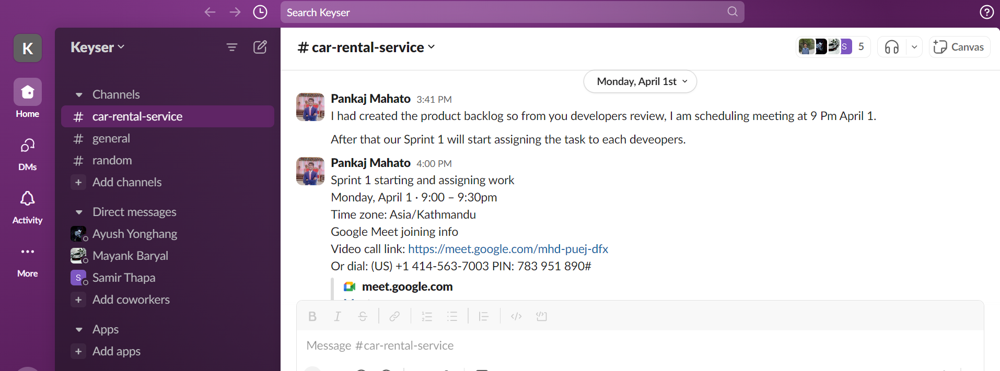 Search Keyser
K
Keyser
Home
DMs
Activity
More
Channels
# car-rental-service
# general
# random
+ Add channels
Direct messages
Ayush Yonghang
Mayank Baryal
S Samir Thapa
+ Add coworkers
Apps
+ Add apps
# car-rental-service
S 5
Canvas
Monday, April 1st
Pankaj Mahato 3:41 PM
I had created the product backlog so from you developers review, I am scheduling meeting at 9 Pm April 1.
After that our Sprint 1 will start assigning the task to each deveopers.
Pankaj Mahato 4:00 PM
Sprint 1 starting and assigning work
Monday, April 1 · 9:00 – 9:30pm
Time zone: Asia/Kathmandu
Google Meet joining info
Video call link: https://meet.google.com/mhd-puej-dfx
Or dial: (US) +1 414-563-7003 PIN: 783 951 890#
meet.google.com
Message #car-rental-service